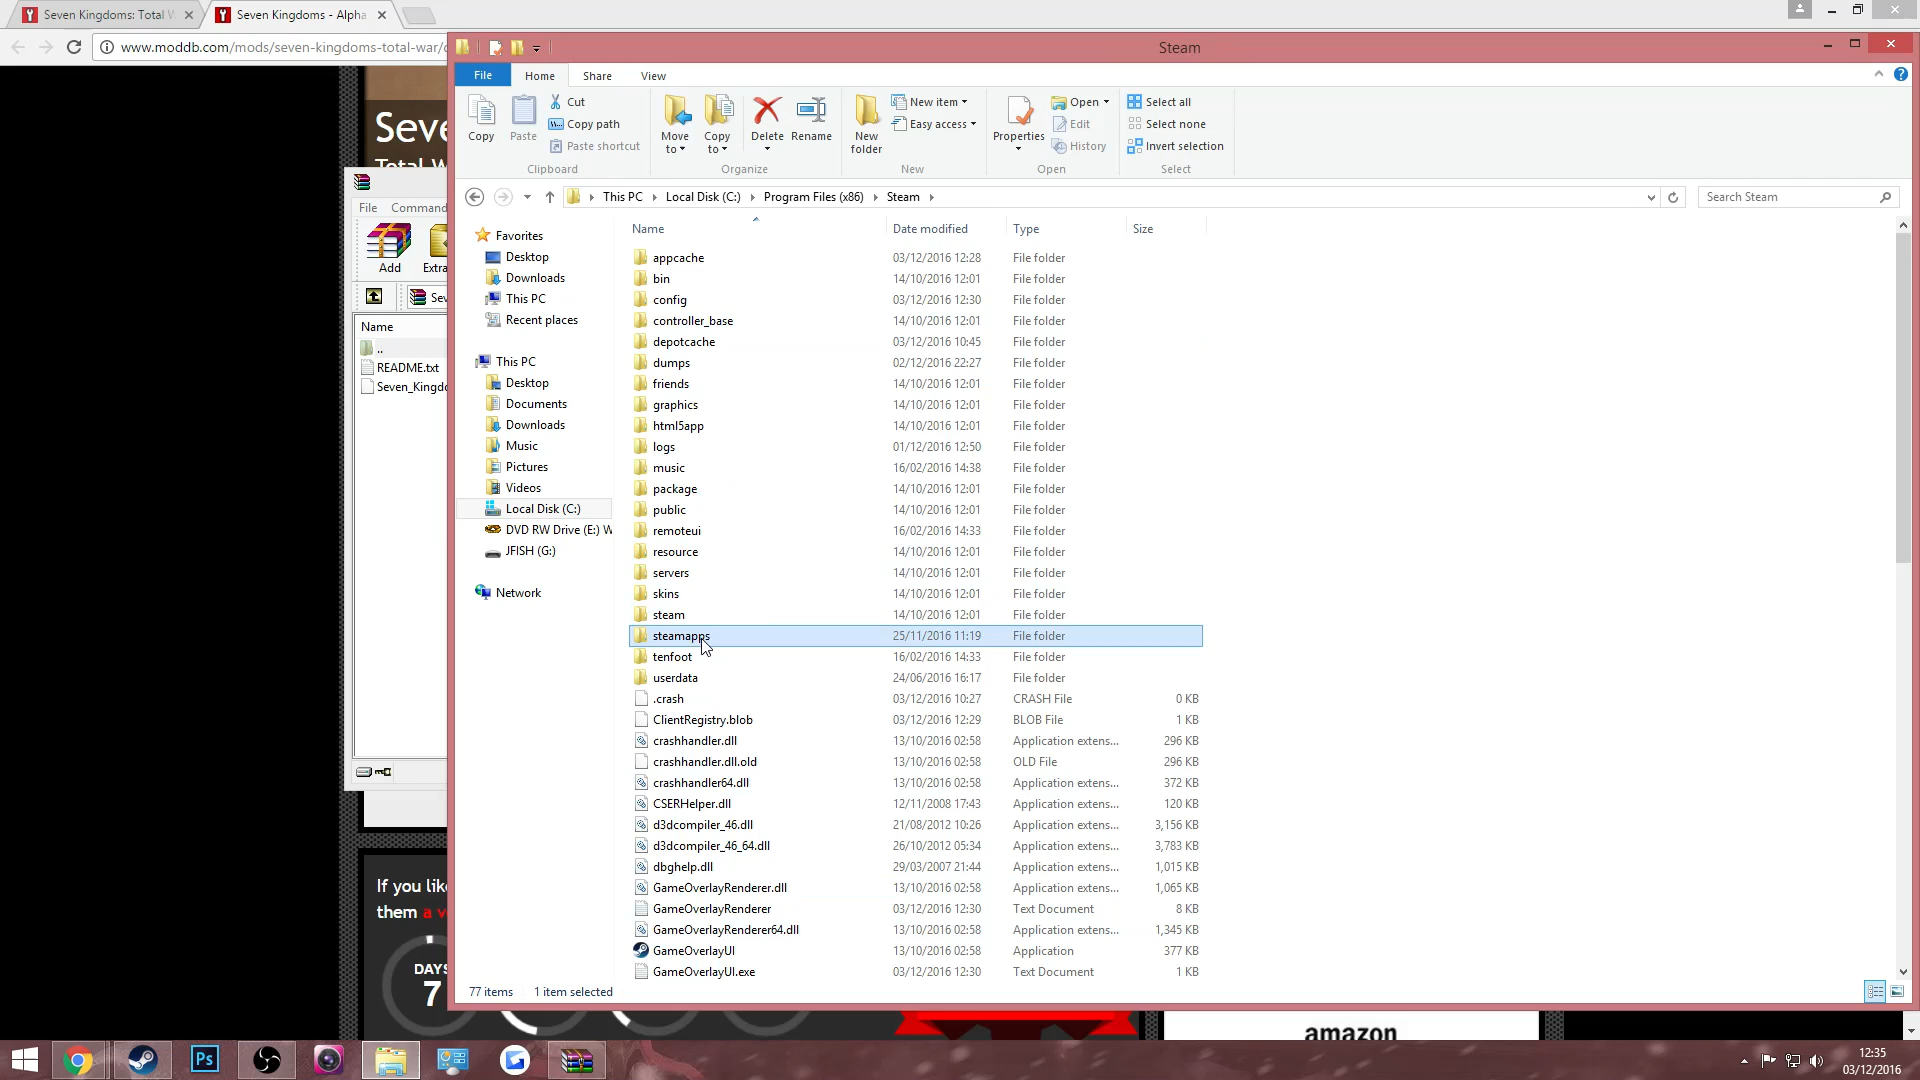 Seven Kingdoms: Total W
Seven Kingdoms - Alpha
www.moddb.com/mods/seven-kingdoms-total-war/
Steam
File
Home
Share
View
Copy
Paste
Cut
Copy path
Paste shortcut
Move to
Copy to
Delete
Rename
New folder
New item
Easy access
Properties
Open
Edit
History
Select all
Select none
Invert selection
Clipboard
Organize
New
Open
Select
This PC
Local Disk (C:)
Program Files (x86)
Steam
Search Steam
Seve
Total W
File
Command
Add
Extra
Sev
Name
..
README.txt
Seven_Kingdo
If you lik
them a v
DAYS
7
Favorites
Desktop
Downloads
This PC
Recent places
This PC
Desktop
Documents
Downloads
Music
Pictures
Videos
Local Disk (C:)
DVD RW Drive (E:) W
JFISH (G:)
Network
Name Date modified Type Size
appcache 03/12/2016 12:28 File folder
bin 14/10/2016 12:01 File folder
config 03/12/2016 12:30 File folder
controller_base 14/10/2016 12:01 File folder
depotcache 03/12/2016 10:45 File folder
dumps 02/12/2016 22:27 File folder
friends 14/10/2016 12:01 File folder
graphics 14/10/2016 12:01 File folder
html5app 14/10/2016 12:01 File folder
logs 01/12/2016 12:50 File folder
music 16/02/2016 14:38 File folder
package 14/10/2016 12:01 File folder
public 14/10/2016 12:01 File folder
remoteui 16/02/2016 14:33 File folder
resource 14/10/2016 12:01 File folder
servers 14/10/2016 12:01 File folder
skins 14/10/2016 12:01 File folder
steam 14/10/2016 12:01 File folder
steamapps 25/11/2016 11:19 File folder
tenfoot 16/02/2016 14:33 File folder
userdata 24/06/2016 16:17 File folder
.crash 03/12/2016 10:27 CRASH File 0 KB
ClientRegistry.blob 03/12/2016 12:29 BLOB File 1 KB
crashhandler.dll 13/10/2016 02:58 Application extens... 296 KB
crashhandler.dll.old 13/10/2016 02:58 OLD File 296 KB
crashhandler64.dll 13/10/2016 02:58 Application extens... 372 KB
CSERHelper.dll 12/11/2008 17:43 Application extens... 120 KB
d3dcompiler_46.dll 21/08/2012 10:26 Application extens... 3,156 KB
d3dcompiler_46_64.dll 26/10/2012 05:34 Application extens... 3,783 KB
dbghelp.dll 29/03/2007 21:44 Application extens... 1,015 KB
GameOverlayRenderer.dll 13/10/2016 02:58 Application extens... 1,065 KB
GameOverlayRenderer 03/12/2016 12:30 Text Document 8 KB
GameOverlayRenderer64.dll 13/10/2016 02:58 Application extens... 1,345 KB
GameOverlayUI 13/10/2016 02:58 Application 377 KB
GameOverlayUI.exe 03/12/2016 12:30 Text Document 1 KB
77 items 1 item selected
amazon
Ps
12:35
03/12/2016